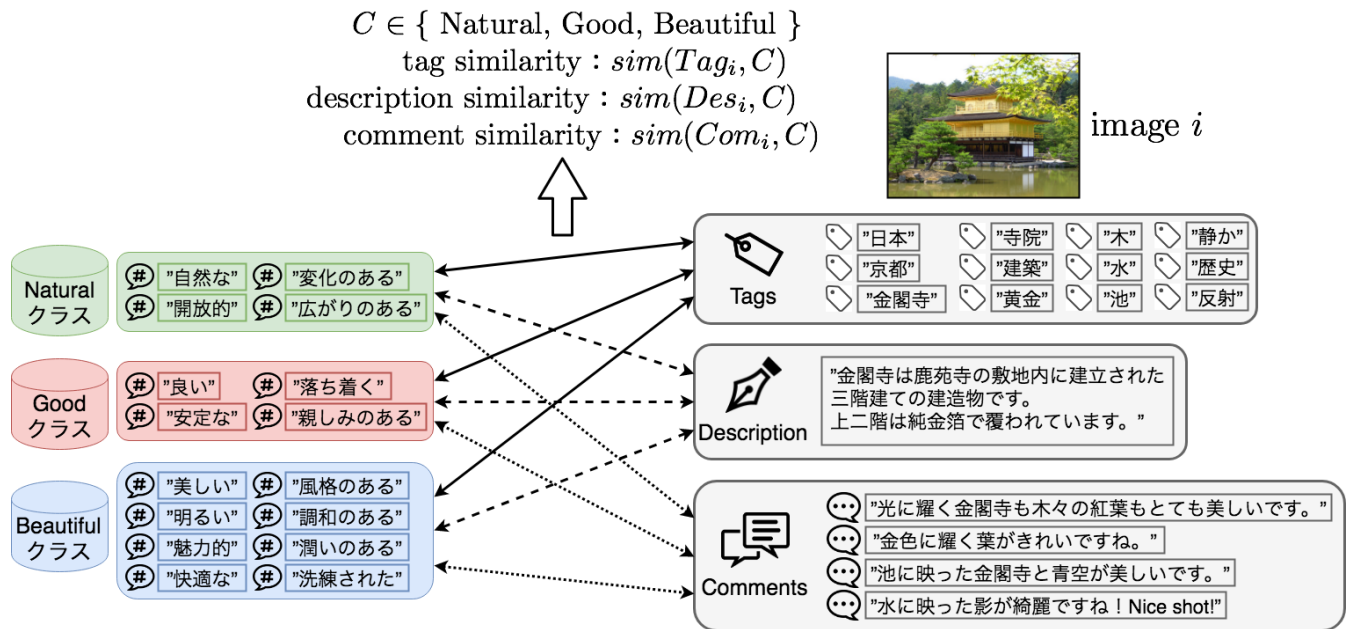 C ∈ { Natural, Good, Beautiful }
tag similarity : sim(Tag_i, C)
description similarity : sim(Des_i, C)
comment similarity : sim(Com_i, C)
image i
Natural
クラス
# ”自然な” # ”変化のある”
# ”開放的” # ”広がりのある”
Good
クラス
# ”良い” # ”落ち着く”
# ”安定な” # ”親しみのある”
Beautiful
クラス
# ”美しい” # ”風格のある”
# ”明るい” # ”調和のある”
# ”魅力的” # ”潤いのある”
# ”快適な” # ”洗練された”
Tags
”日本” ”寺院” ”木” ”静か”
”京都” ”建築” ”水” ”歴史”
”金閣寺” ”黄金” ”池” ”反射”
Description
”金閣寺は鹿苑寺の敷地内に建立された
三階建ての建造物です。
上二階は純金箔で覆われています。”
Comments
”光に耀く金閣寺も木々の紅葉もとても美しいです。”
”金色に耀く葉がきれいですね。”
”池に映った金閣寺と青空が美しいです。”
”水に映った影が綺麗ですね！Nice shot!”